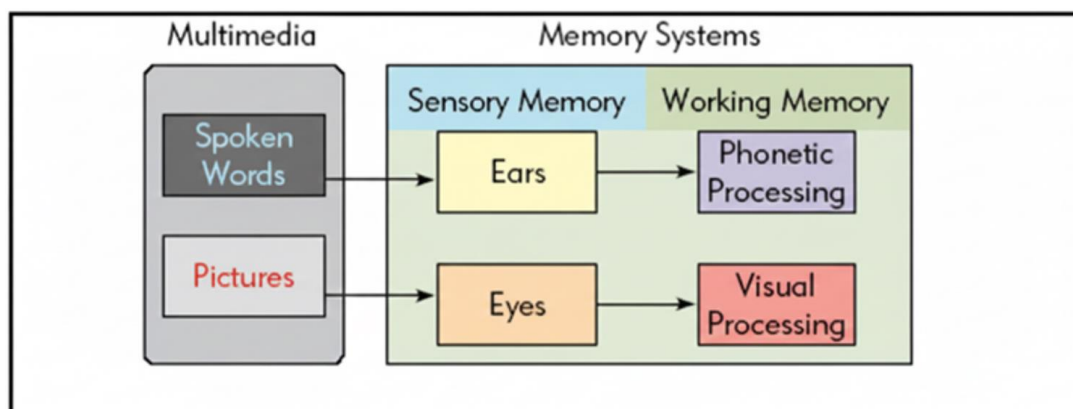 Multimedia
Memory Systems
Sensory Memory
Working Memory
Spoken
Words
Ears
Phonetic
Processing
Pictures
Eyes
Visual
Processing